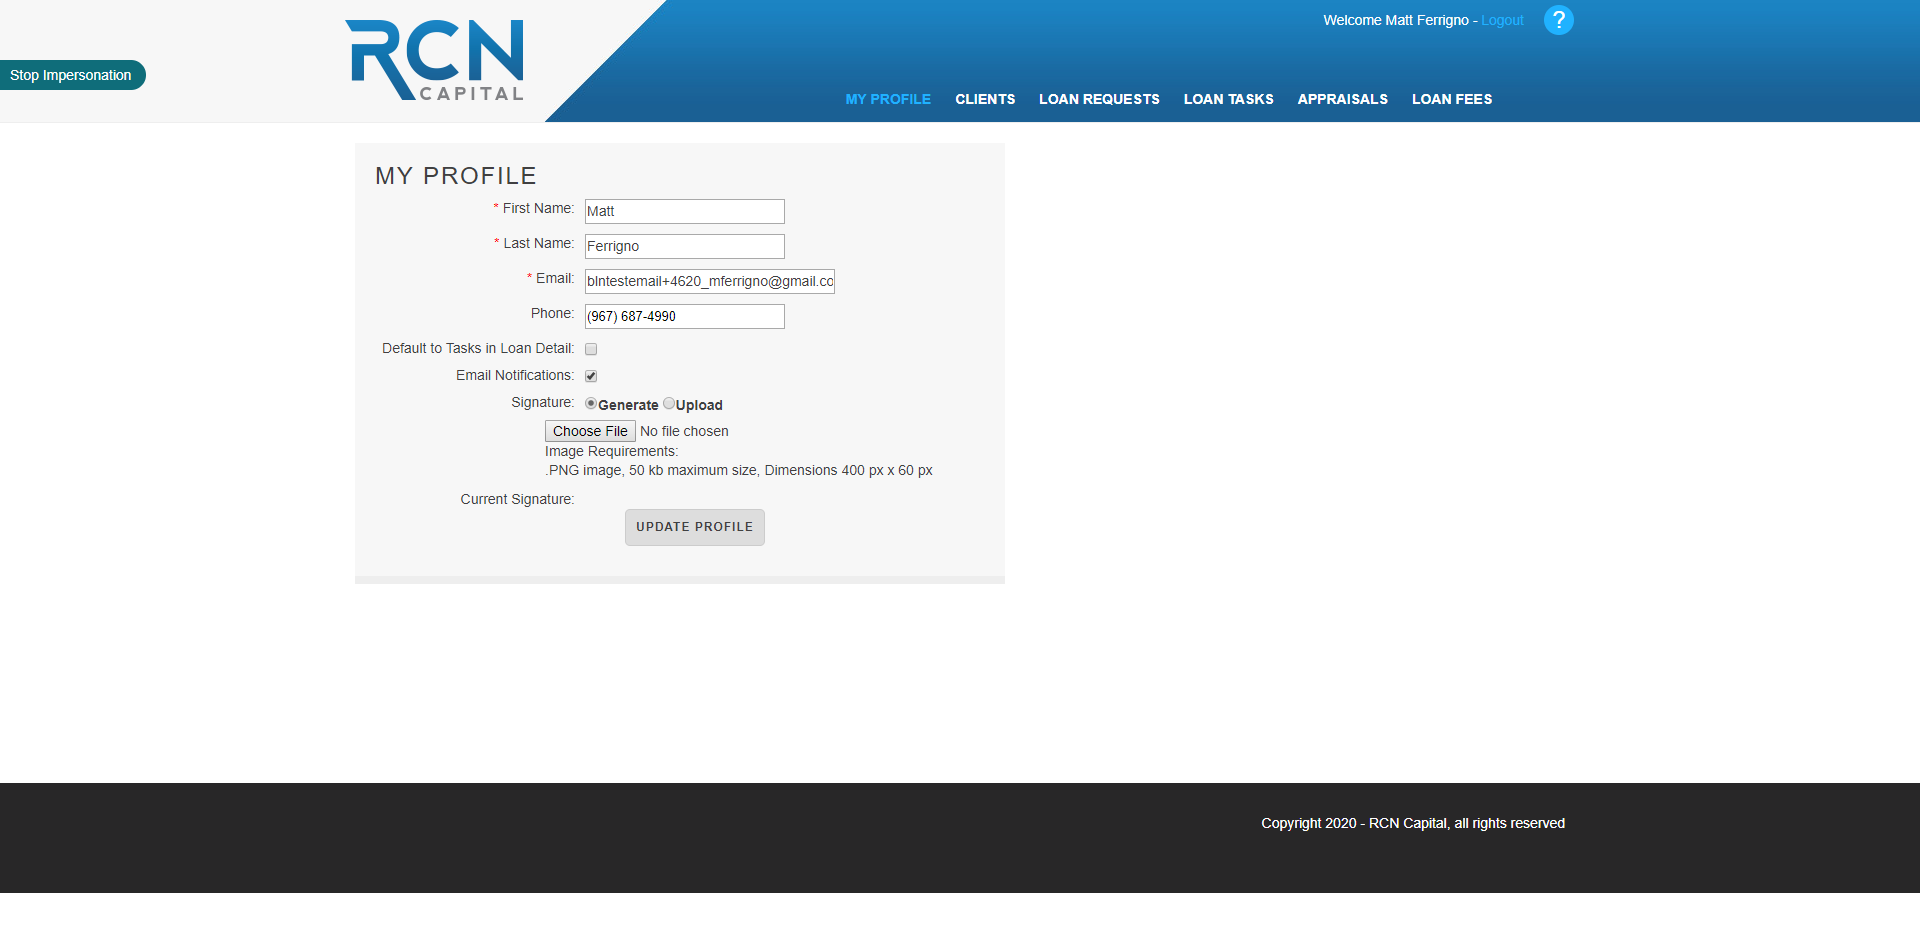 Welcome Matt Ferrigno - Logout ?
RCN
CAPITAL
Stop Impersonation
MY PROFILE CLIENTS LOAN REQUESTS LOAN TASKS APPRAISALS LOAN FEES
MY PROFILE
* First Name: Matt
* Last Name: Ferrigno
* Email: blntestemail+4620_mferrigno@gmail.co
Phone: (967) 687-4990
Default to Tasks in Loan Detail:
Email Notifications:
Signature: Generate Upload
Choose File No file chosen
Image Requirements:
.PNG image, 50 kb maximum size, Dimensions 400 px x 60 px
Current Signature:
UPDATE PROFILE
Copyright 2020 - RCN Capital, all rights reserved